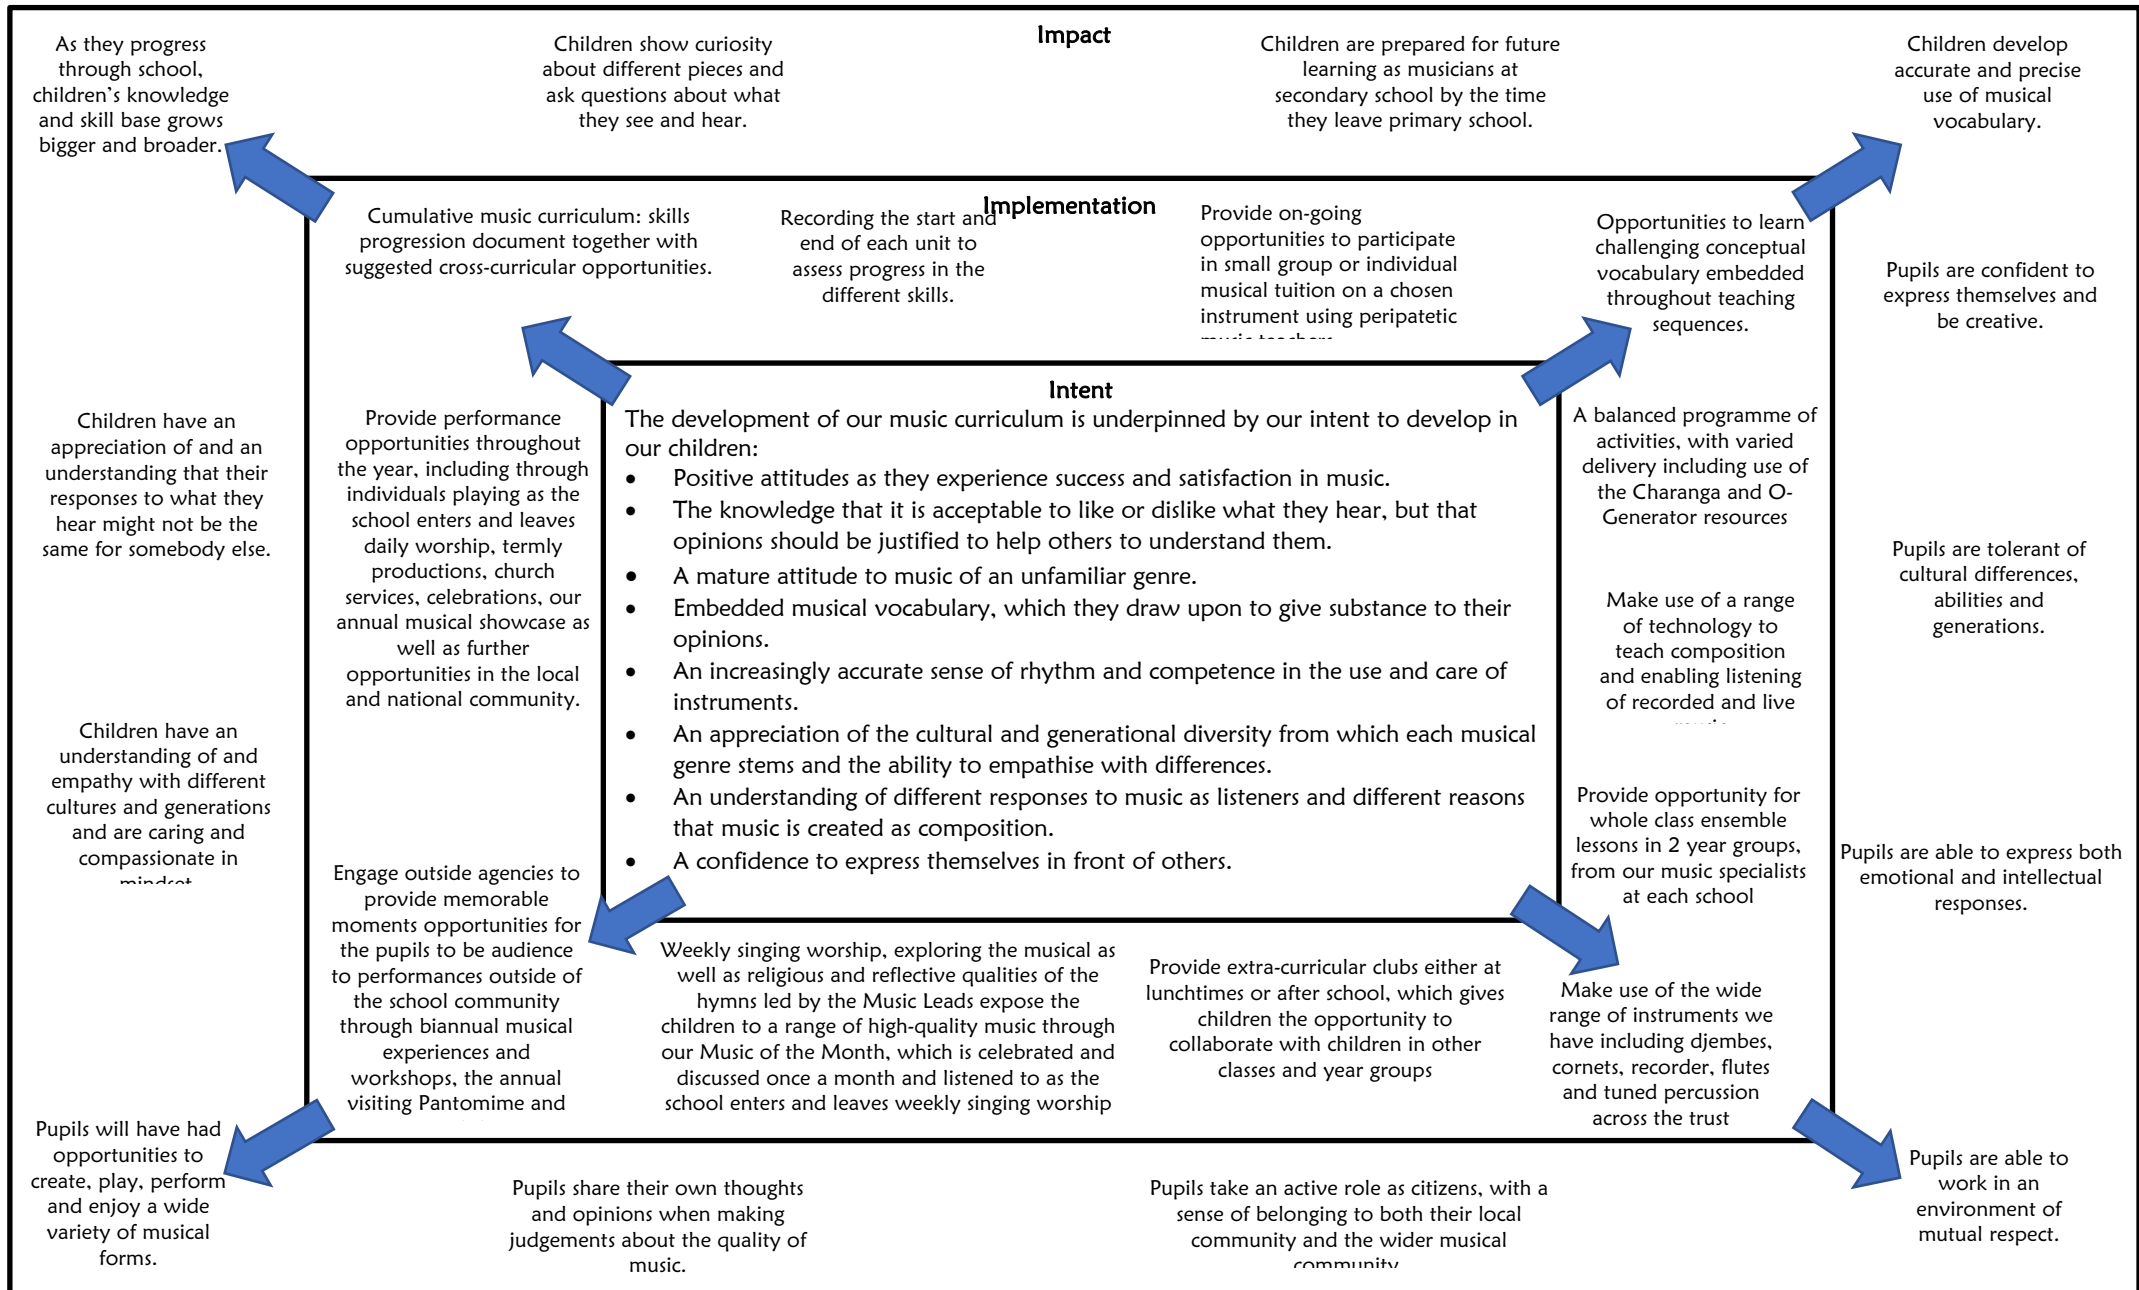 Impact
As they progress
through school,
children's knowledge
and skill base grows
bigger and broader.
Children show curiosity
about different pieces and
ask questions about what
they see and hear.
Children are prepared for future
learning as musicians at
secondary school by the time
they leave primary school.
Children develop
accurate and precise
use of musical
vocabulary.
Implementation
Cumulative music curriculum: skills
progression document together with
suggested cross-curricular opportunities.
Recording the start and
end of each unit to
assess progress in the
different skills.
Provide on-going
opportunities to participate
in small group or individual
musical tuition on a chosen
instrument using peripatetic
music teachers
Opportunities to learn
challenging conceptual
vocabulary embedded
throughout teaching
sequences.
Pupils are confident to
express themselves and
be creative.
Children have an
appreciation of and an
understanding that their
responses to what they
hear might not be the
same for somebody else.
Provide performance
opportunities throughout
the year, including through
individuals playing as the
school enters and leaves
daily worship, termly
productions, church
services, celebrations, our
annual musical showcase as
well as further
opportunities in the local
and national community.
Intent
The development of our music curriculum is underpinned by our intent to develop in
our children:
• Positive attitudes as they experience success and satisfaction in music.
• The knowledge that it is acceptable to like or dislike what they hear, but that
opinions should be justified to help others to understand them.
• A mature attitude to music of an unfamiliar genre.
• Embedded musical vocabulary, which they draw upon to give substance to their
opinions.
• An increasingly accurate sense of rhythm and competence in the use and care of
instruments.
• An appreciation of the cultural and generational diversity from which each musical
genre stems and the ability to empathise with differences.
• An understanding of different responses to music as listeners and different reasons
that music is created as composition.
• A confidence to express themselves in front of others.
A balanced programme of
activities, with varied
delivery including use of
the Charanga and O-
Generator resources
Make use of a range
of technology to
teach composition
and enabling listening
of recorded and live
Provide opportunity for
whole class ensemble
lessons in 2 year groups,
from our music specialists
at each school
Pupils are tolerant of
cultural differences,
abilities and
generations.
Children have an
understanding of and
empathy with different
cultures and generations
and are caring and
compassionate in
mindset
Pupils are able to express both
emotional and intellectual
responses.
Engage outside agencies to
provide memorable
moments opportunities for
the pupils to be audience
to performances outside of
the school community
through biannual musical
experiences and
workshops, the annual
visiting Pantomime and
Weekly singing worship, exploring the musical as
well as religious and reflective qualities of the
hymns led by the Music Leads expose the
children to a range of high-quality music through
our Music of the Month, which is celebrated and
discussed once a month and listened to as the
school enters and leaves weekly singing worship
Provide extra-curricular clubs either at
lunchtimes or after school, which gives
children the opportunity to
collaborate with children in other
classes and year groups
Make use of the wide
range of instruments we
have including djembes,
cornets, recorder, flutes
and tuned percussion
across the trust
Pupils will have had
opportunities to
create, play, perform
and enjoy a wide
variety of musical
forms.
Pupils share their own thoughts
and opinions when making
judgements about the quality of
music.
Pupils take an active role as citizens, with a
sense of belonging to both their local
community and the wider musical
community
Pupils are able to
work in an
environment of
mutual respect.